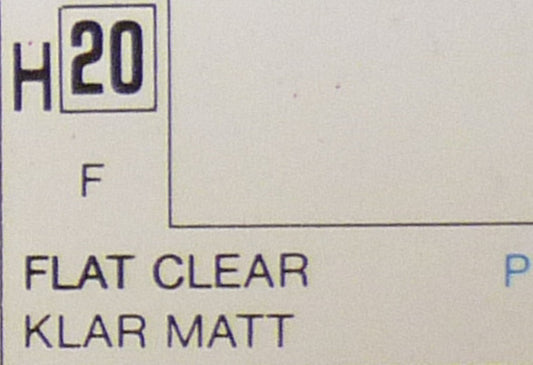 H 20
F
FLAT CLEAR P
KLAR MATT